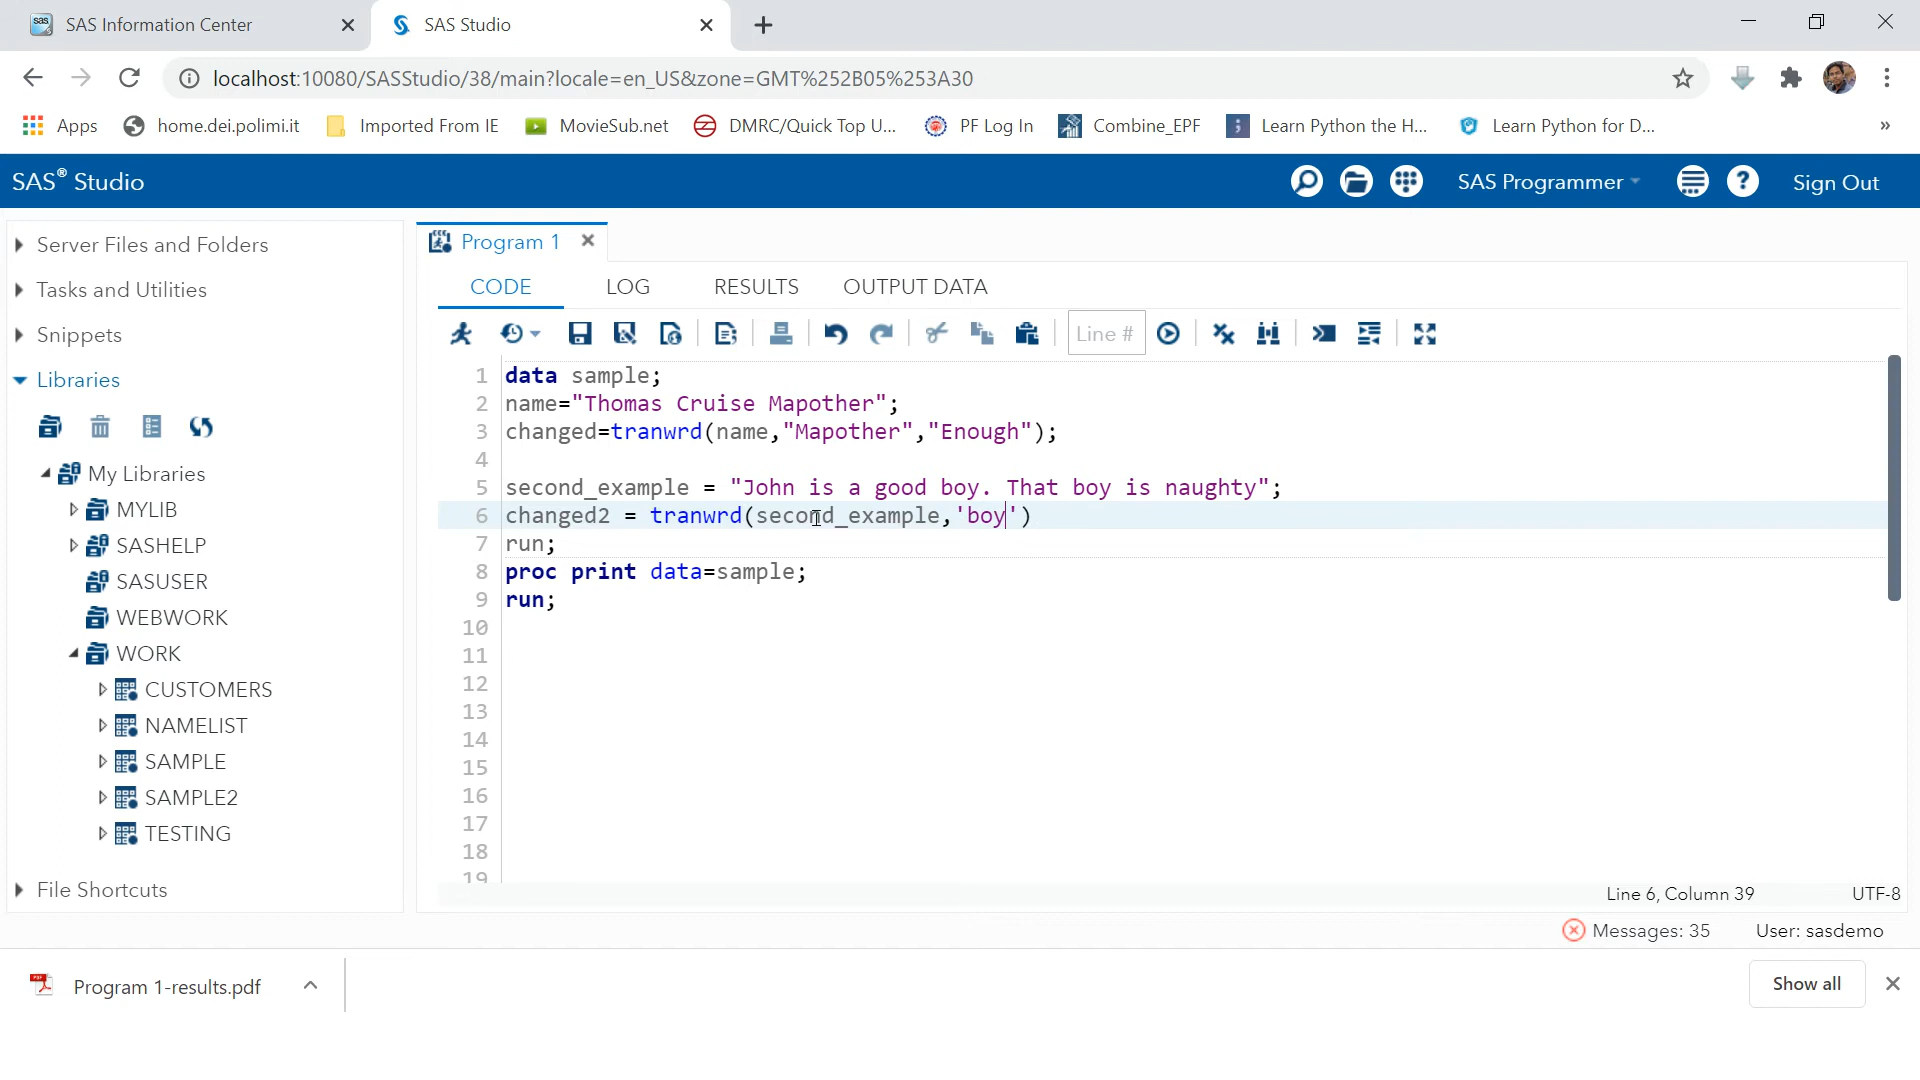 sas SAS Information Center
SAS Studio
localhost:10080/SASStudio/38/main?locale=en_US&zone=GMT%252B05%253A30
Apps home.dei.polimi.it Imported From IE MovieSub.net DMRC/Quick Top U... PF Log In Combine_EPF Learn Python the H... Learn Python for D... »
SAS® Studio SAS Programmer Sign Out
Server Files and Folders
Tasks and Utilities
Snippets
Libraries
My Libraries
MYLIB
SASHELP
SASUSER
WEBWORK
WORK
CUSTOMERS
NAMELIST
SAMPLE
SAMPLE2
TESTING
File Shortcuts
Program 1
CODE LOG RESULTS OUTPUT DATA
Line #
1 data sample;
2 name="Thomas Cruise Mapother";
3 changed=tranwrd(name,"Mapother","Enough");
4
5 second_example = "John is a good boy. That boy is naughty";
6 changed2 = tranwrd(second_example,'boy')
7 run;
8 proc print data=sample;
9 run;
10
11
12
13
14
15
16
17
18
19
Line 6, Column 39 UTF-8
Messages: 35 User: sasdemo
Program 1-results.pdf Show all